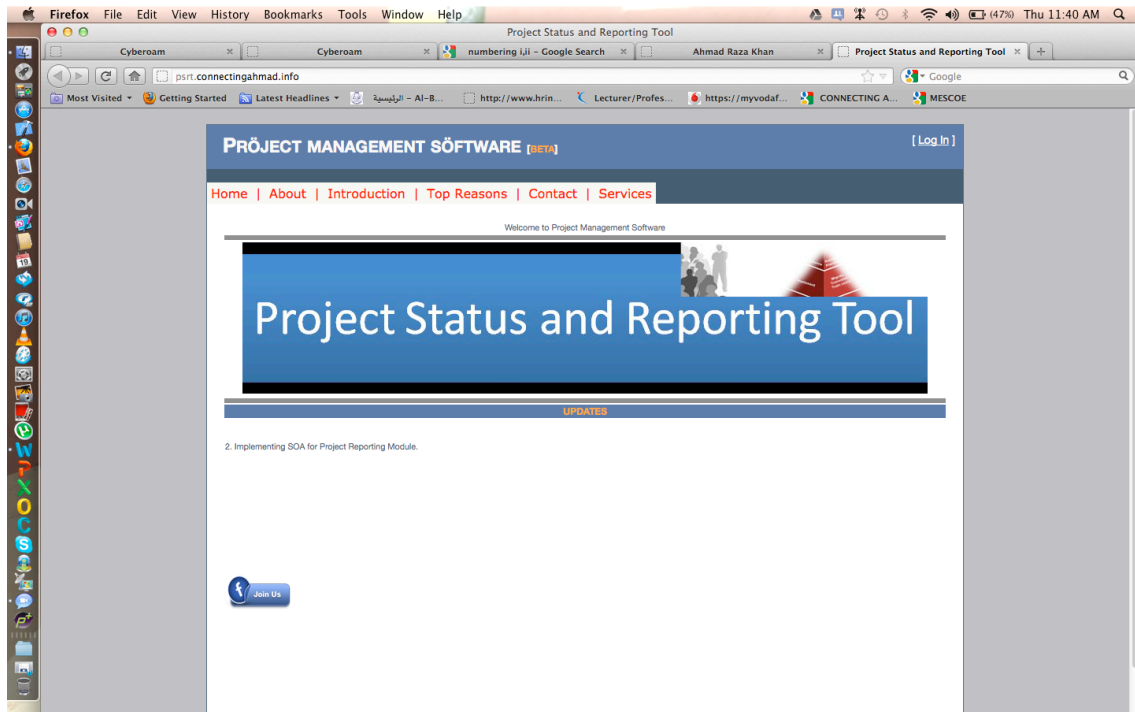 Firefox File Edit View History Bookmarks Tools Window Help (47%) Thu 11:40 AM
Project Status and Reporting Tool
Cyberoam Cyberoam numbering i,ii – Google Search Ahmad Raza Khan Project Status and Reporting Tool
psrt.connectingahmad.info Google
Most Visited Getting Started Latest Headlines الرئيسية – Al-B... http://www.hrin... Lecturer/Profes... https://myvodaf... CONNECTING A... MESCOE
PRÖJECT MANAGEMENT SÖFTWARE [BETA] [ Log In ]
Home | About | Introduction | Top Reasons | Contact | Services
Welcome to Project Management Software
Project Status and Reporting Tool
UPDATES
2. Implementing SOA for Project Reporting Module.
f Join Us